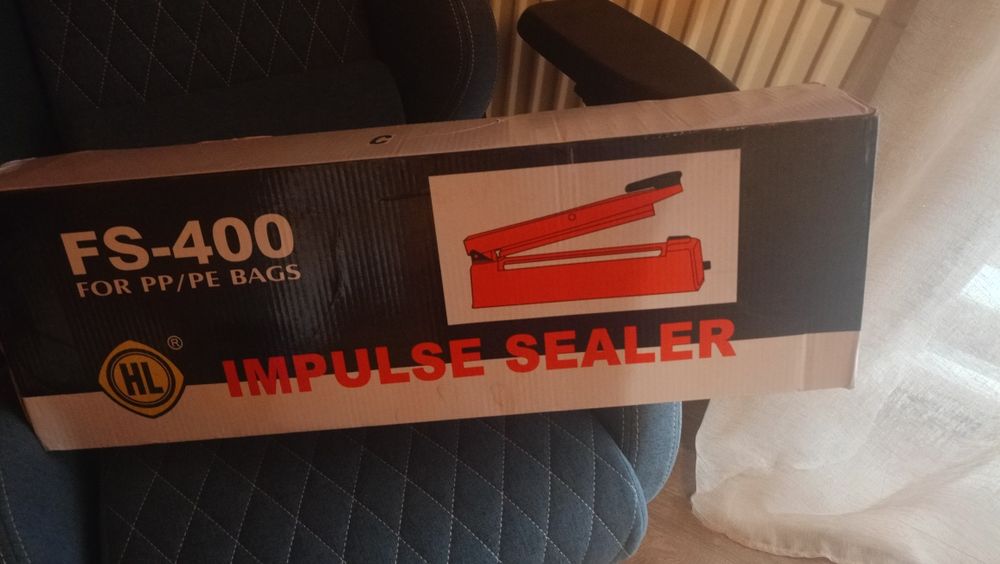 C
FS-400
FOR PP/PE BAGS
HL®
IMPULSE SEALER